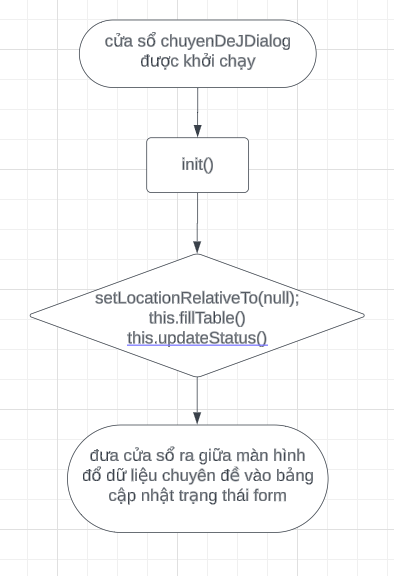 cửa sổ chuyenDeJDialog
được khởi chạy
init()
setLocationRelativeTo(null);
this.fillTable()
this.updateStatus()
đưa cửa sổ ra giữa màn hình
đổ dữ liệu chuyên đề vào bảng
cập nhật trạng thái form